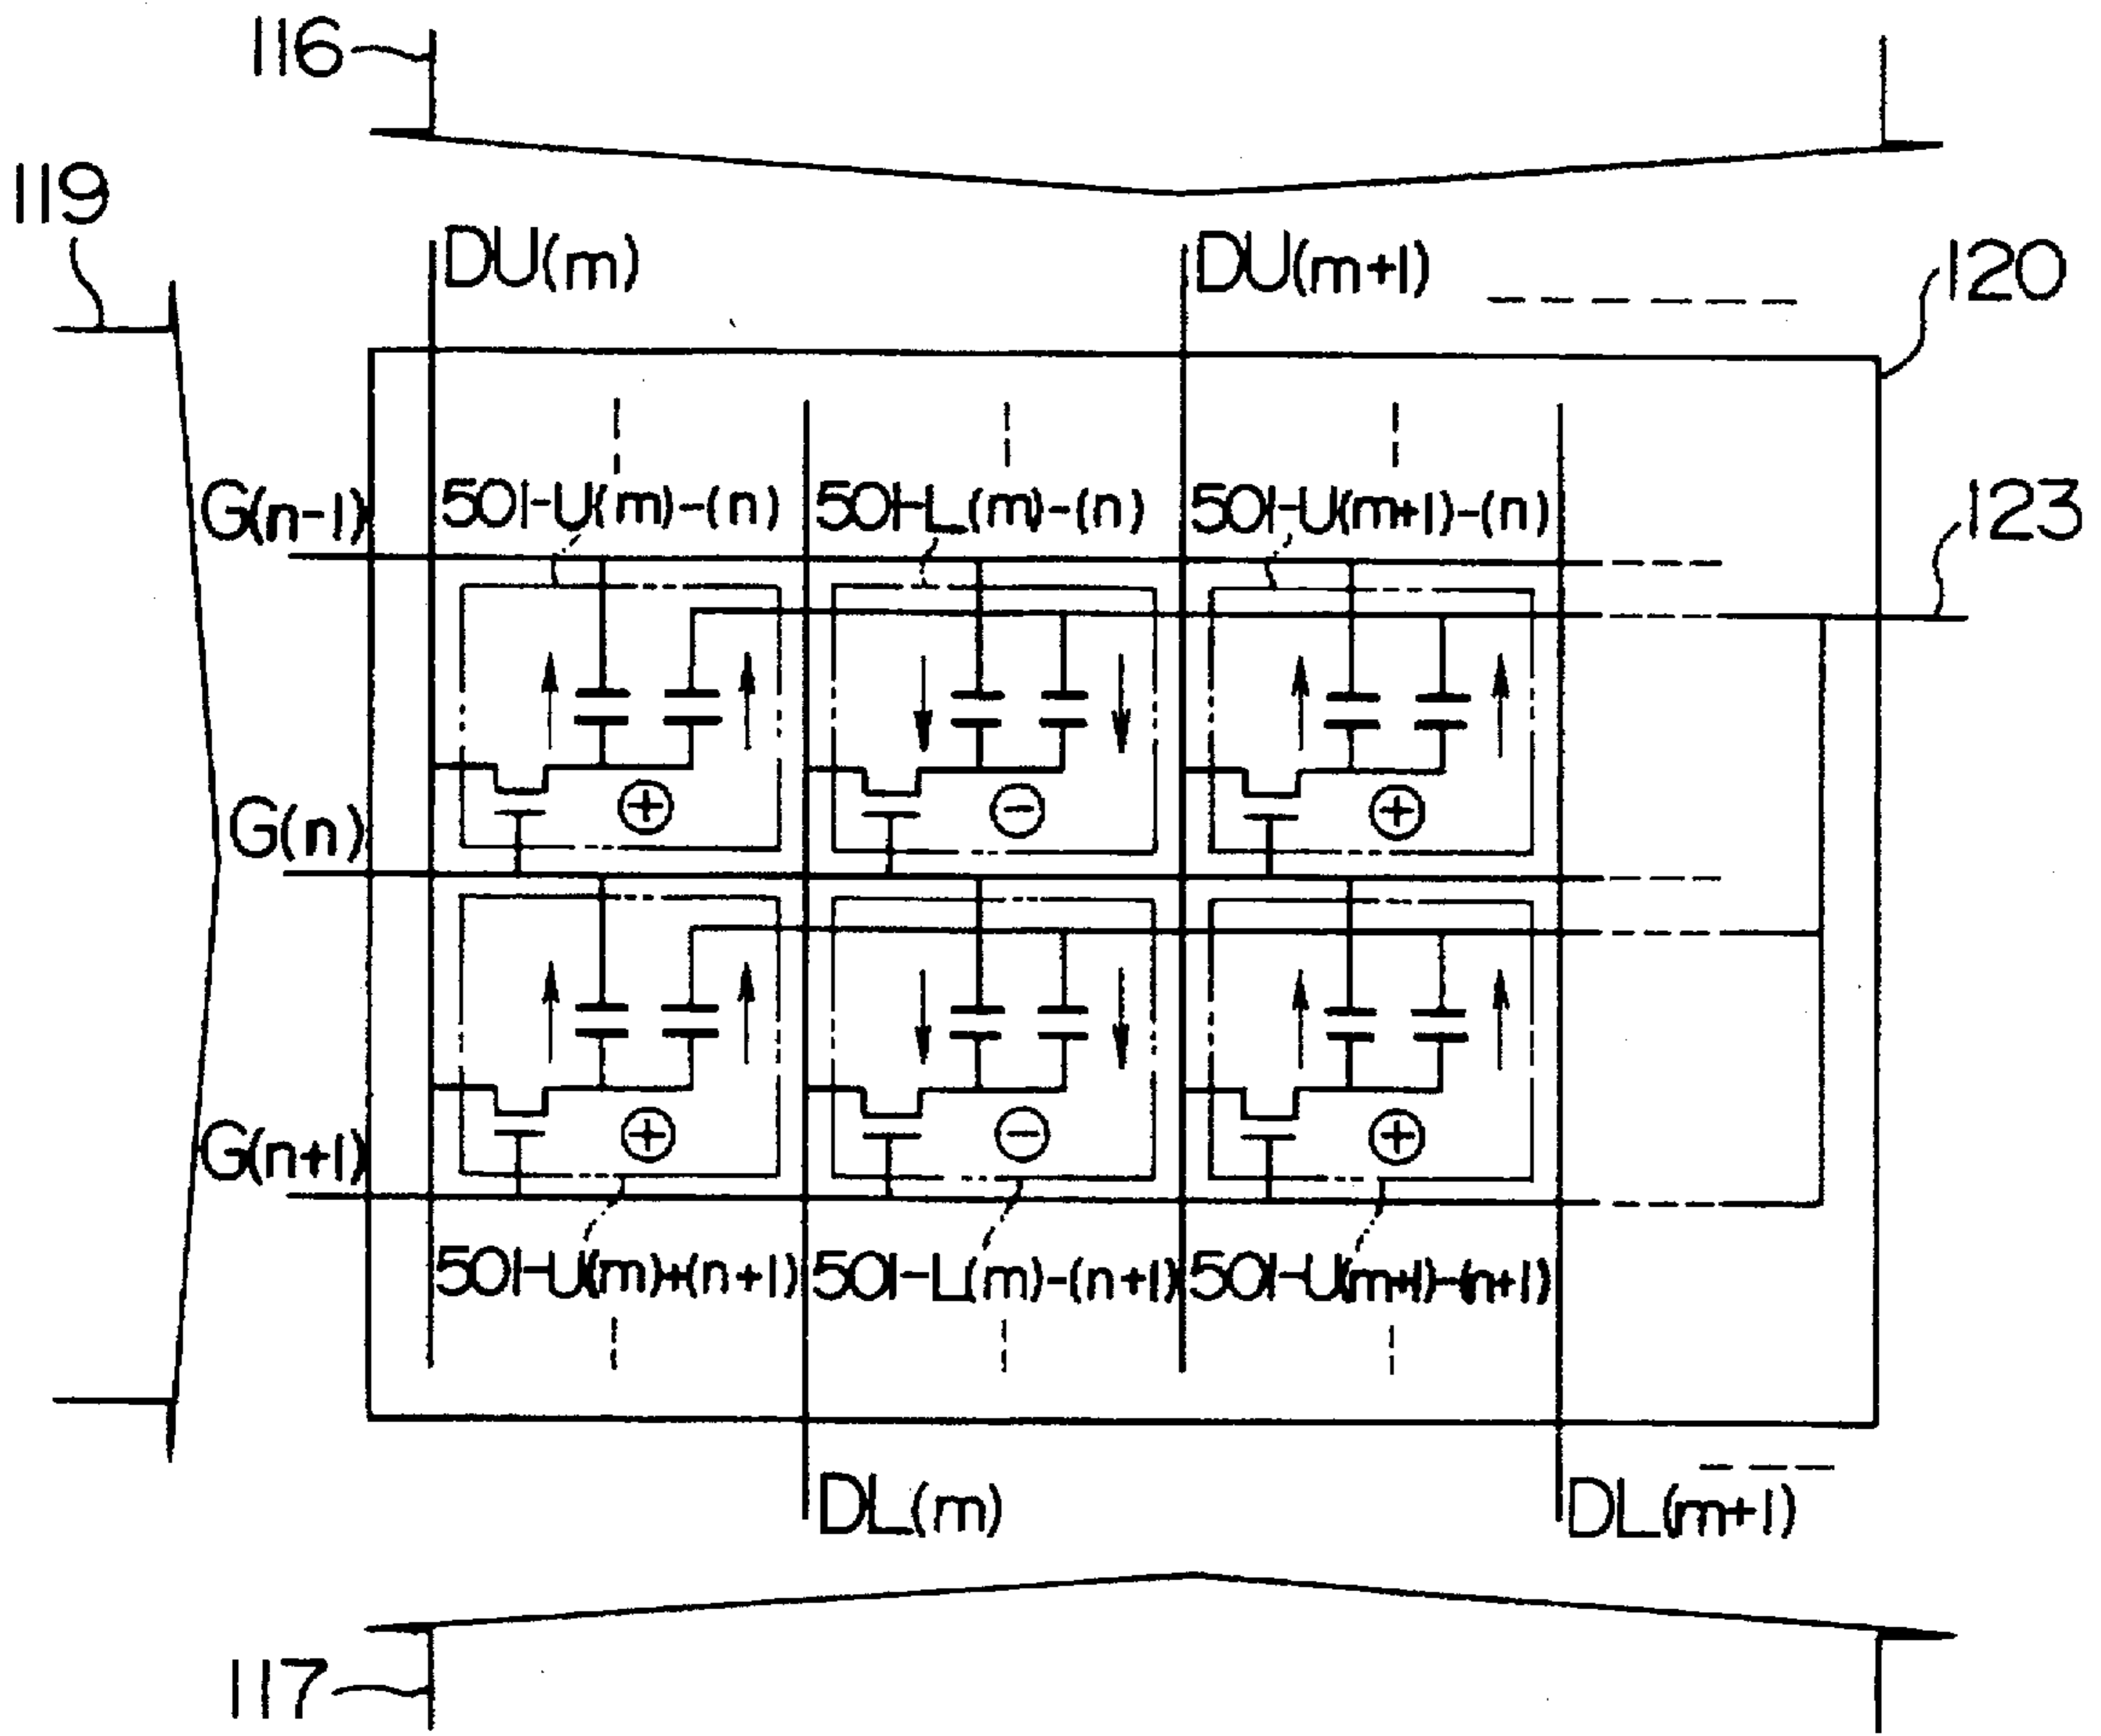 116
119
DU(m)
DU(m+1)
120
G(n-1)
501-U(m)-(n)
501-L(m)-(n)
501-U(m+1)-(n)
123
+
-
+
G(n)
+
-
+
G(n+1)
501-U(m)+(n+1)
501-L(m)-(n+1)
501-U(m+1)-(n+1)
DL(m)
DL(m+1)
117